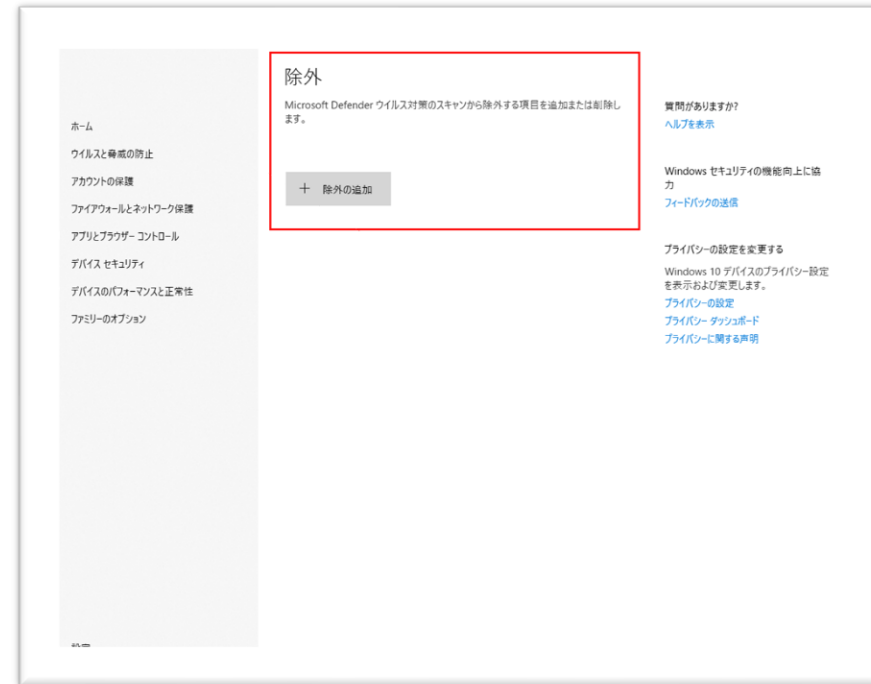 ホーム
ウイルスと脅威の防止
アカウントの保護
ファイアウォールとネットワーク保護
アプリとブラウザー コントロール
デバイス セキュリティ
デバイスのパフォーマンスと正常性
ファミリーのオプション
設定
除外
Microsoft Defender ウイルス対策のスキャンから除外する項目を追加または削除し
ます。
＋ 除外の追加
質問がありますか?
ヘルプを表示
Windows セキュリティの機能向上に協
力
フィードバックの送信
プライバシーの設定を変更する
Windows 10 デバイスのプライバシー設定
を表示および変更します。
プライバシーの設定
プライバシー ダッシュボード
プライバシーに関する声明